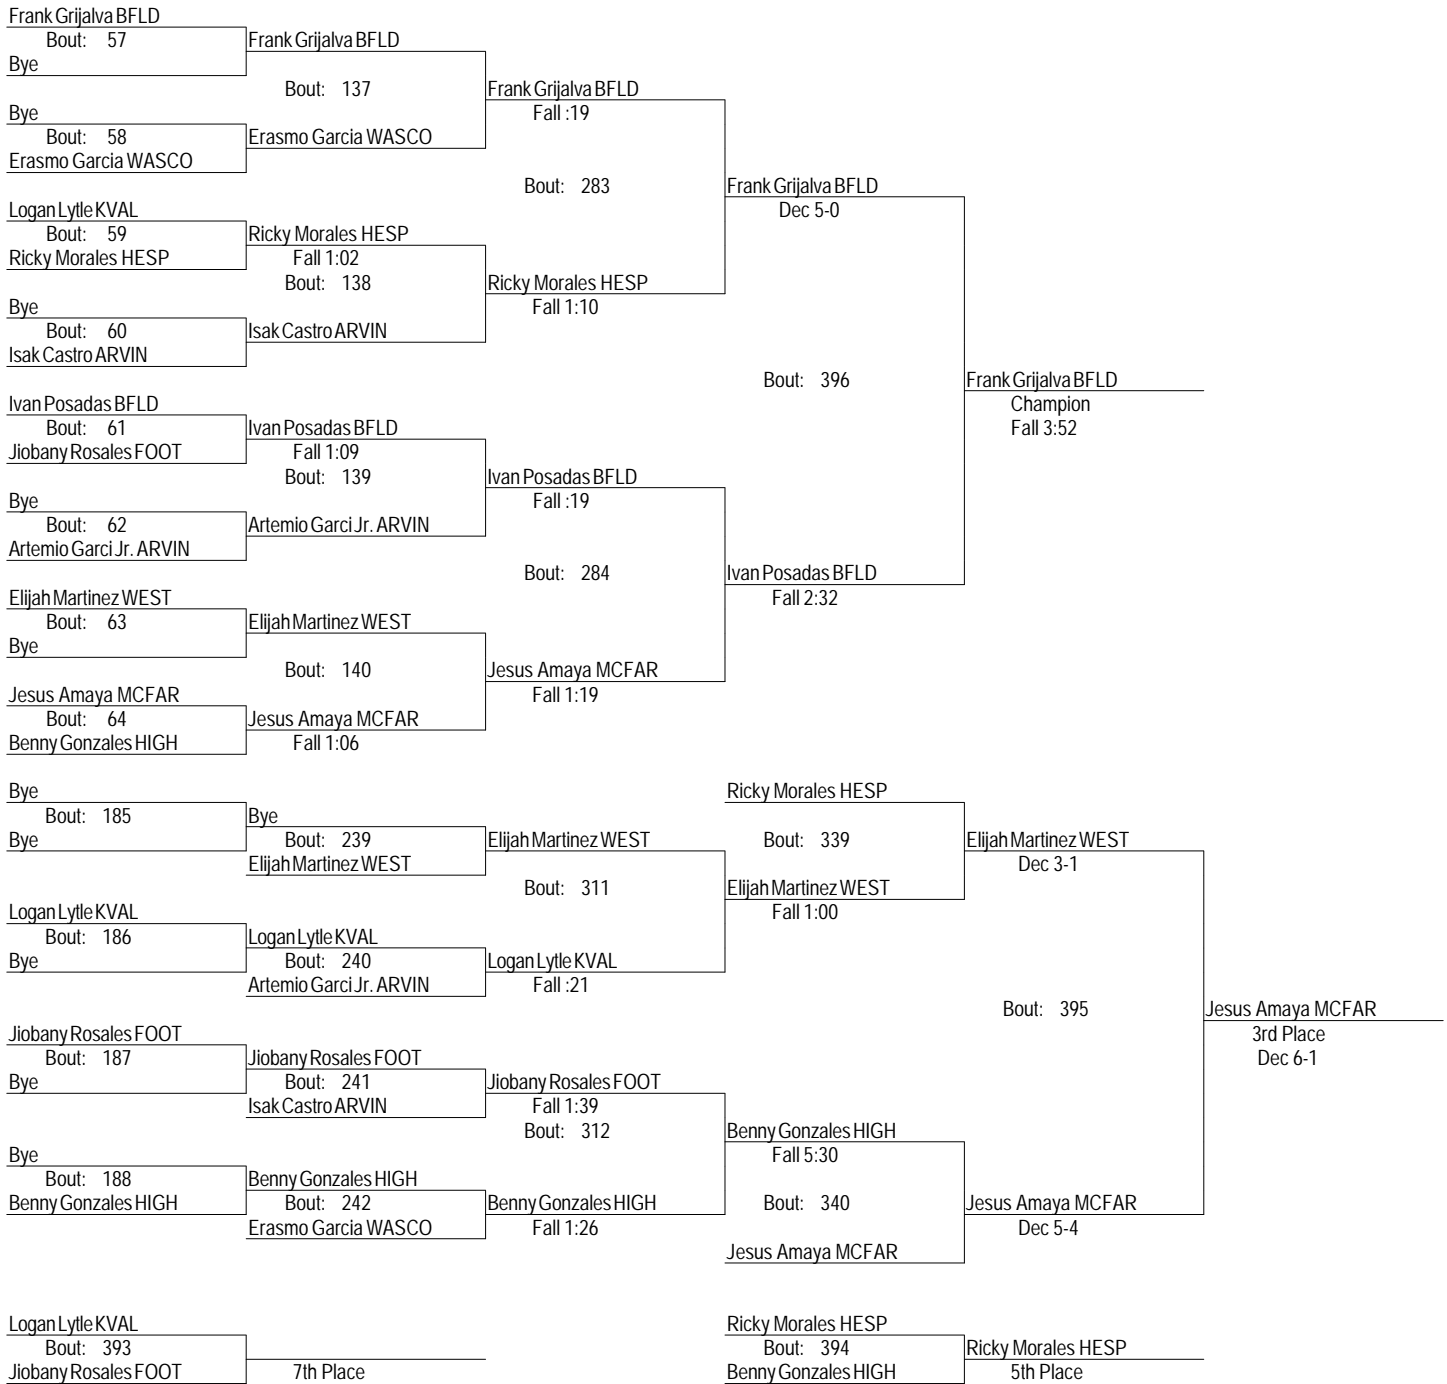 Frank Grijalva BFLD
Bout: 57
Frank Grijalva BFLD
Bye
Bout: 137
Frank Grijalva BFLD
Bye
Fall :19
Bout: 58
Erasmo Garcia WASCO
Erasmo Garcia WASCO
Bout: 283
Frank Grijalva BFLD
Logan Lytle KVAL
Dec 5-0
Bout: 59
Ricky Morales HESP
Ricky Morales HESP
Fall 1:02
Bout: 138
Ricky Morales HESP
Bye
Fall 1:10
Bout: 60
Isak Castro ARVIN
Isak Castro ARVIN
Bout: 396
Frank Grijalva BFLD
Ivan Posadas BFLD
Champion
Bout: 61
Ivan Posadas BFLD
Fall 3:52
Jiobany Rosales FOOT
Fall 1:09
Bout: 139
Ivan Posadas BFLD
Bye
Fall :19
Bout: 62
Artemio Garci Jr. ARVIN
Artemio Garci Jr. ARVIN
Bout: 284
Ivan Posadas BFLD
Elijah Martinez WEST
Fall 2:32
Bout: 63
Elijah Martinez WEST
Bye
Bout: 140
Jesus Amaya MCFAR
Jesus Amaya MCFAR
Fall 1:19
Bout: 64
Jesus Amaya MCFAR
Benny Gonzales HIGH
Fall 1:06
Bye
Ricky Morales HESP
Bout: 185
Bye
Bye
Bout: 239
Elijah Martinez WEST
Bout: 339
Elijah Martinez WEST
Elijah Martinez WEST
Dec 3-1
Bout: 311
Elijah Martinez WEST
Logan Lytle KVAL
Fall 1:00
Bout: 186
Logan Lytle KVAL
Bye
Bout: 240
Logan Lytle KVAL
Artemio Garci Jr. ARVIN
Fall :21
Bout: 395
Jesus Amaya MCFAR
Jiobany Rosales FOOT
3rd Place
Bout: 187
Jiobany Rosales FOOT
Dec 6-1
Bye
Bout: 241
Jiobany Rosales FOOT
Isak Castro ARVIN
Fall 1:39
Bout: 312
Benny Gonzales HIGH
Bye
Fall 5:30
Bout: 188
Benny Gonzales HIGH
Benny Gonzales HIGH
Bout: 242
Benny Gonzales HIGH
Bout: 340
Jesus Amaya MCFAR
Erasmo Garcia WASCO
Fall 1:26
Dec 5-4
Jesus Amaya MCFAR
Logan Lytle KVAL
Ricky Morales HESP
Bout: 393
Bout: 394
Ricky Morales HESP
Jiobany Rosales FOOT
7th Place
Benny Gonzales HIGH
5th Place